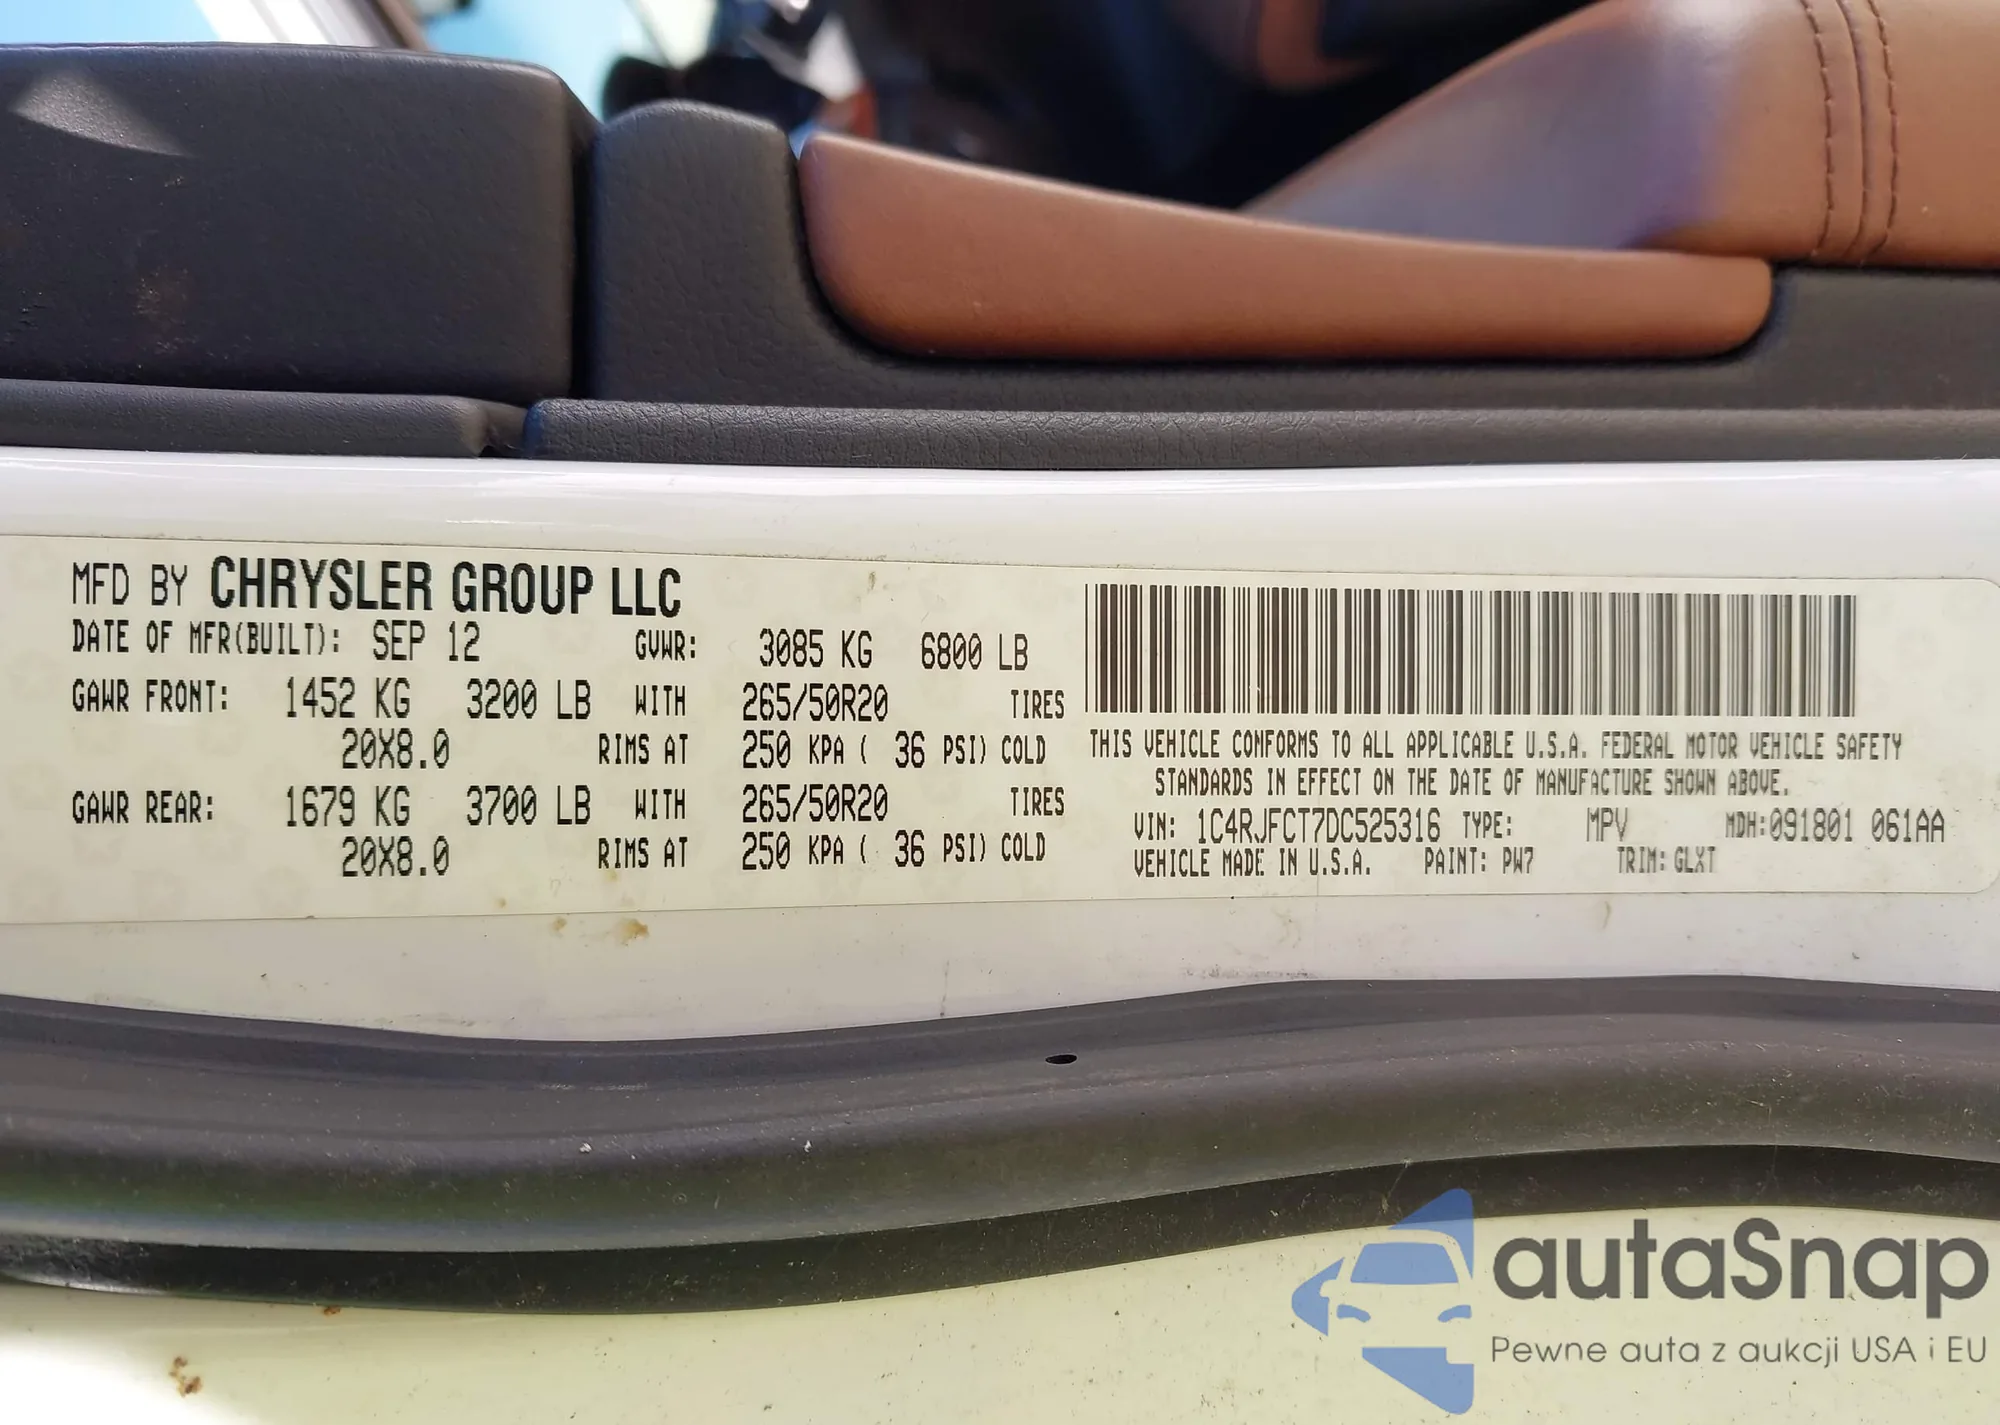 MFD BY CHRYSLER GROUP LLC
DATE OF MFR(BUILT): SEP 12 GVWR: 3085 KG 6800 LB
GAWR FRONT: 1452 KG 3200 LB WITH 265/50R20 TIRES
20X8.0 RIMS AT 250 KPA ( 36 PSI) COLD
GAWR REAR: 1679 KG 3700 LB WITH 265/50R20 TIRES
20X8.0 RIMS AT 250 KPA ( 36 PSI) COLD
THIS VEHICLE CONFORMS TO ALL APPLICABLE U.S.A. FEDERAL MOTOR VEHICLE SAFETY
STANDARDS IN EFFECT ON THE DATE OF MANUFACTURE SHOWN ABOVE.
VIN: 1C4RJFCT7DC525316 TYPE: MPV MDH:091801 061AA
VEHICLE MADE IN U.S.A. PAINT: PW7 TRIM: GLXT
autaSnap
Pewne auta z aukcji USA i EU